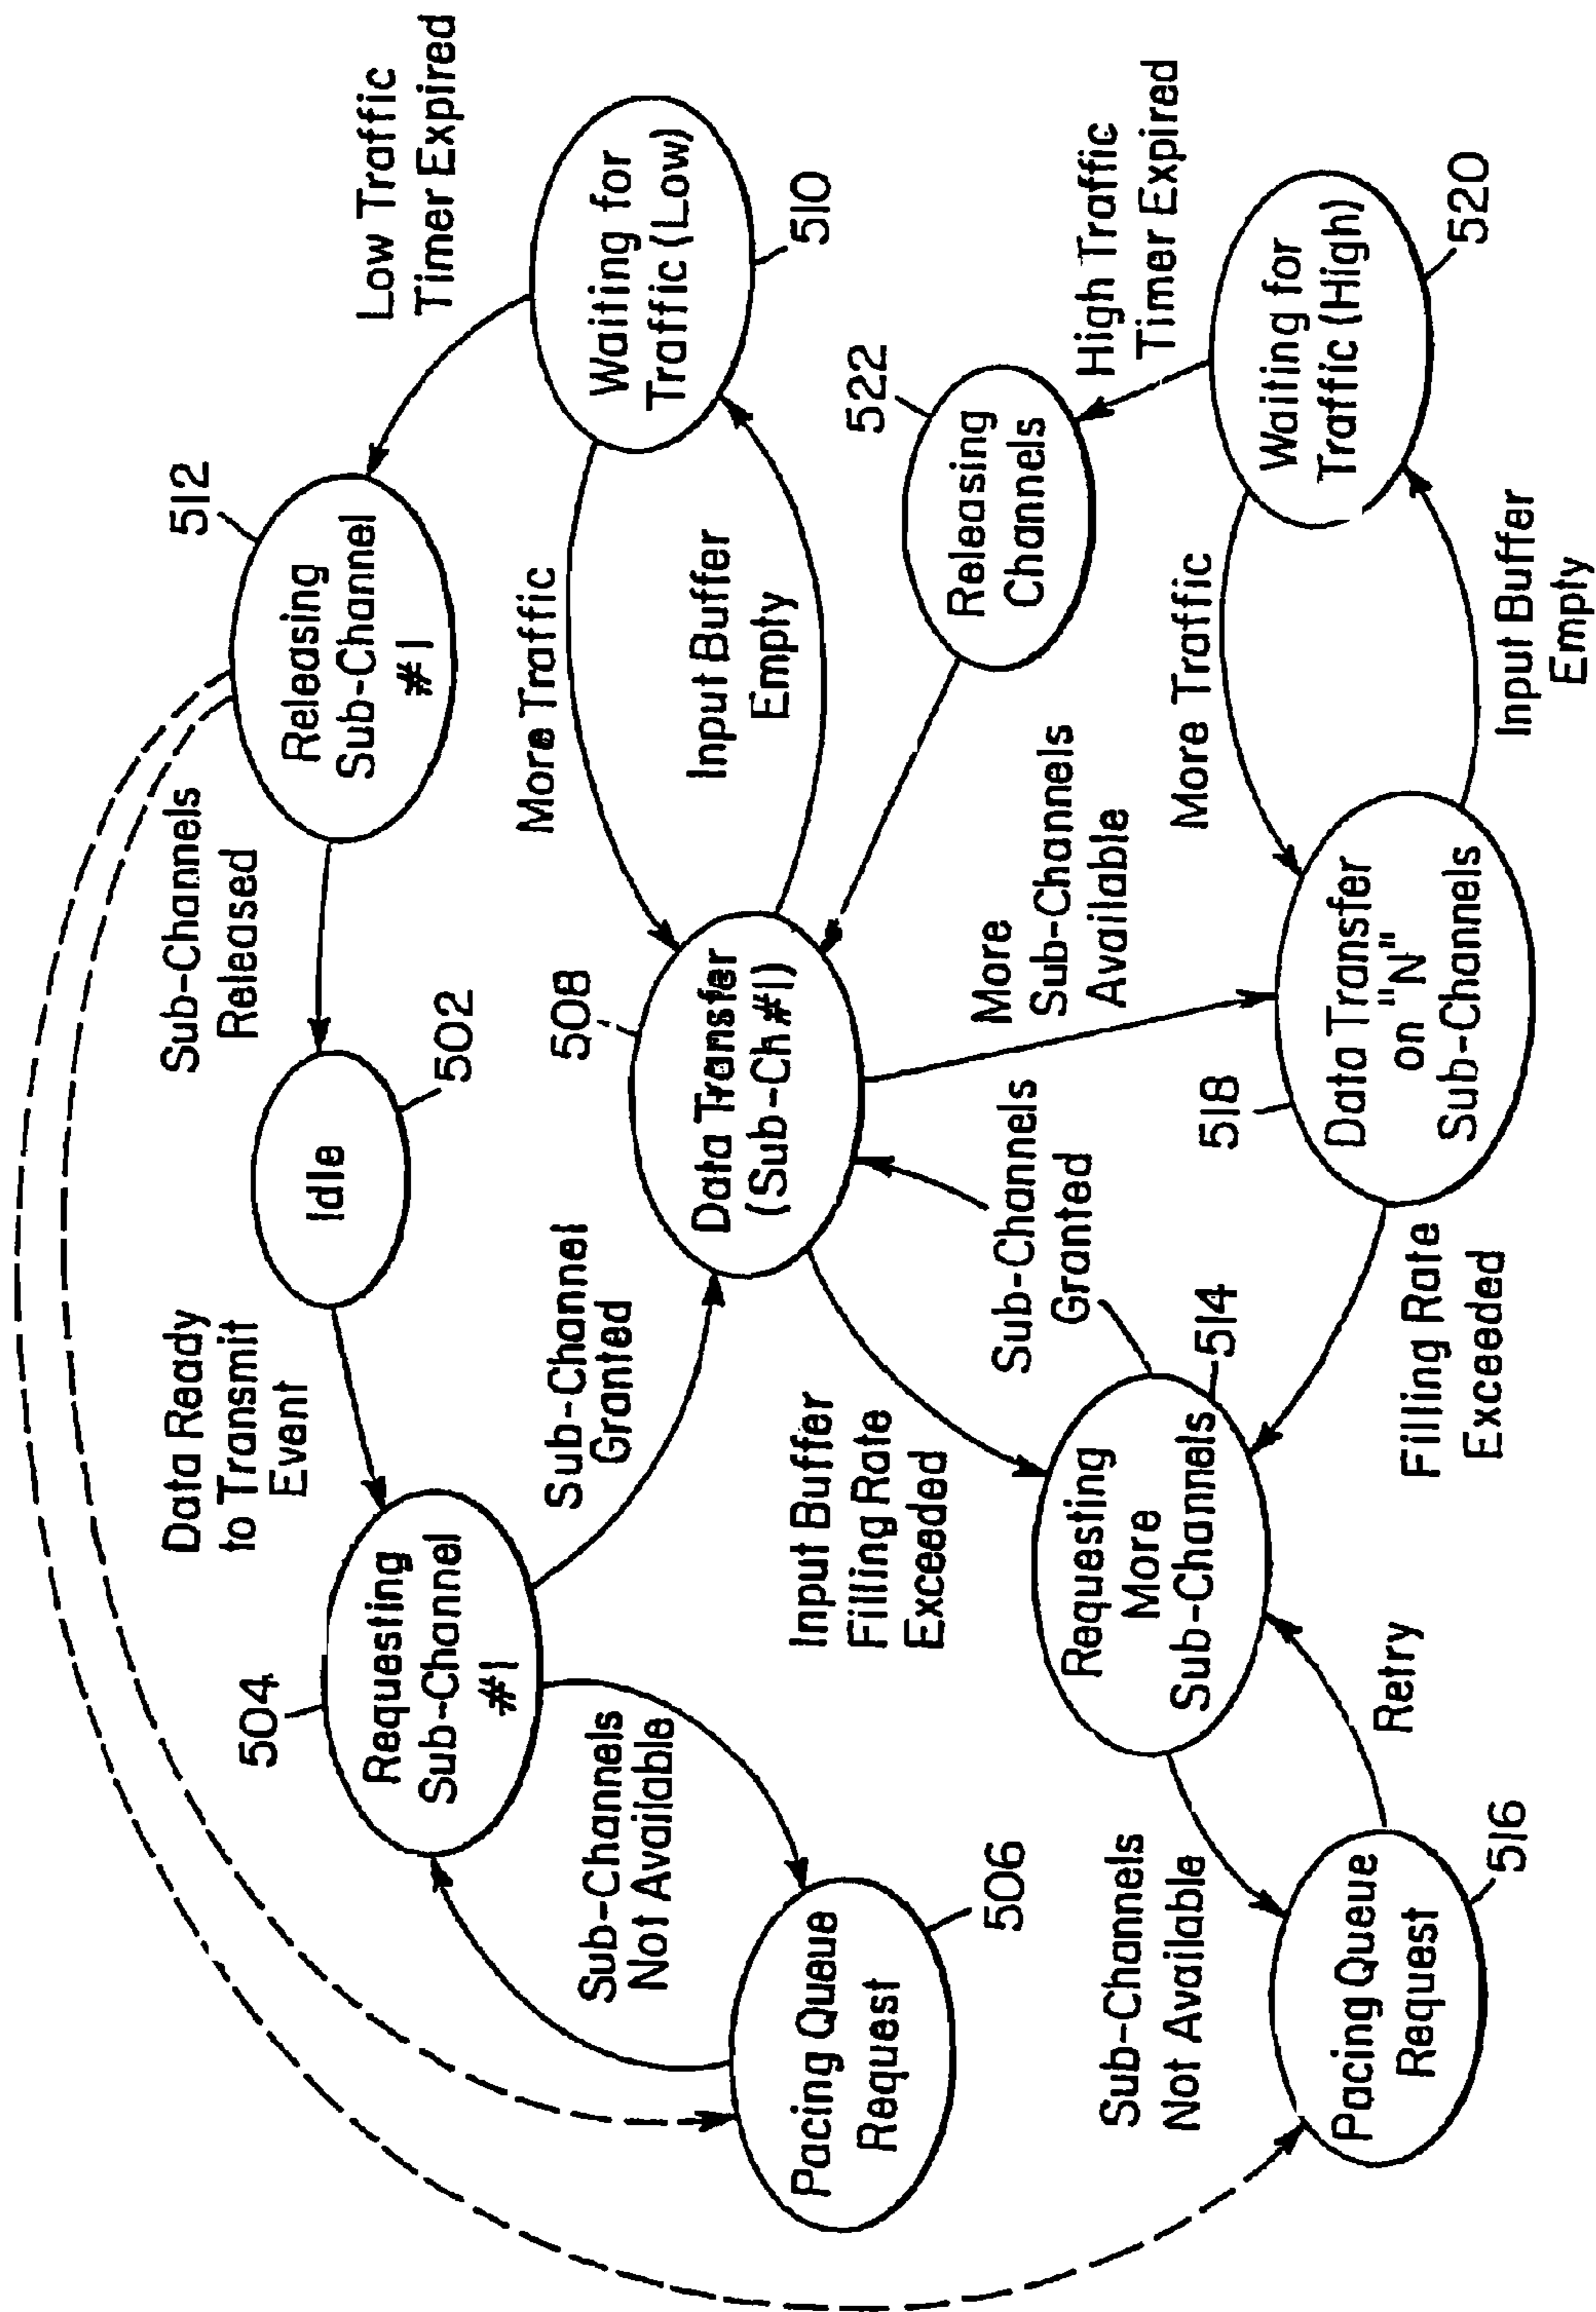 Sub-Channels
Released
512
Releasing
Sub-Channel
#1
Low Traffic
Timer Expired
Data Ready
to Transmit
Event
Idle
502
504
Requesting
Sub-Channel
#1
Sub-Channel
Granted
508
Data Transfer
(Sub-Ch#1)
More Traffic
Input Buffer
Empty
Waiting for
Traffic (Low)
510
Sub-Channels
Not Available
Pacing Queue
Request
506
Input Buffer
Filling Rate
Exceeded
Sub-Channels
Granted
More
Sub-Channels
Available
522
Releasing
Channels
High Traffic
Timer Expired
Requesting
More
Sub-Channels
514
518
Data Transfer
on "N"
Sub-Channels
More Traffic
Waiting for
Traffic (High)
520
Sub-Channels
Not Available
Pacing Queue
Request
516
Retry
Filling Rate
Exceeded
Input Buffer
Empty